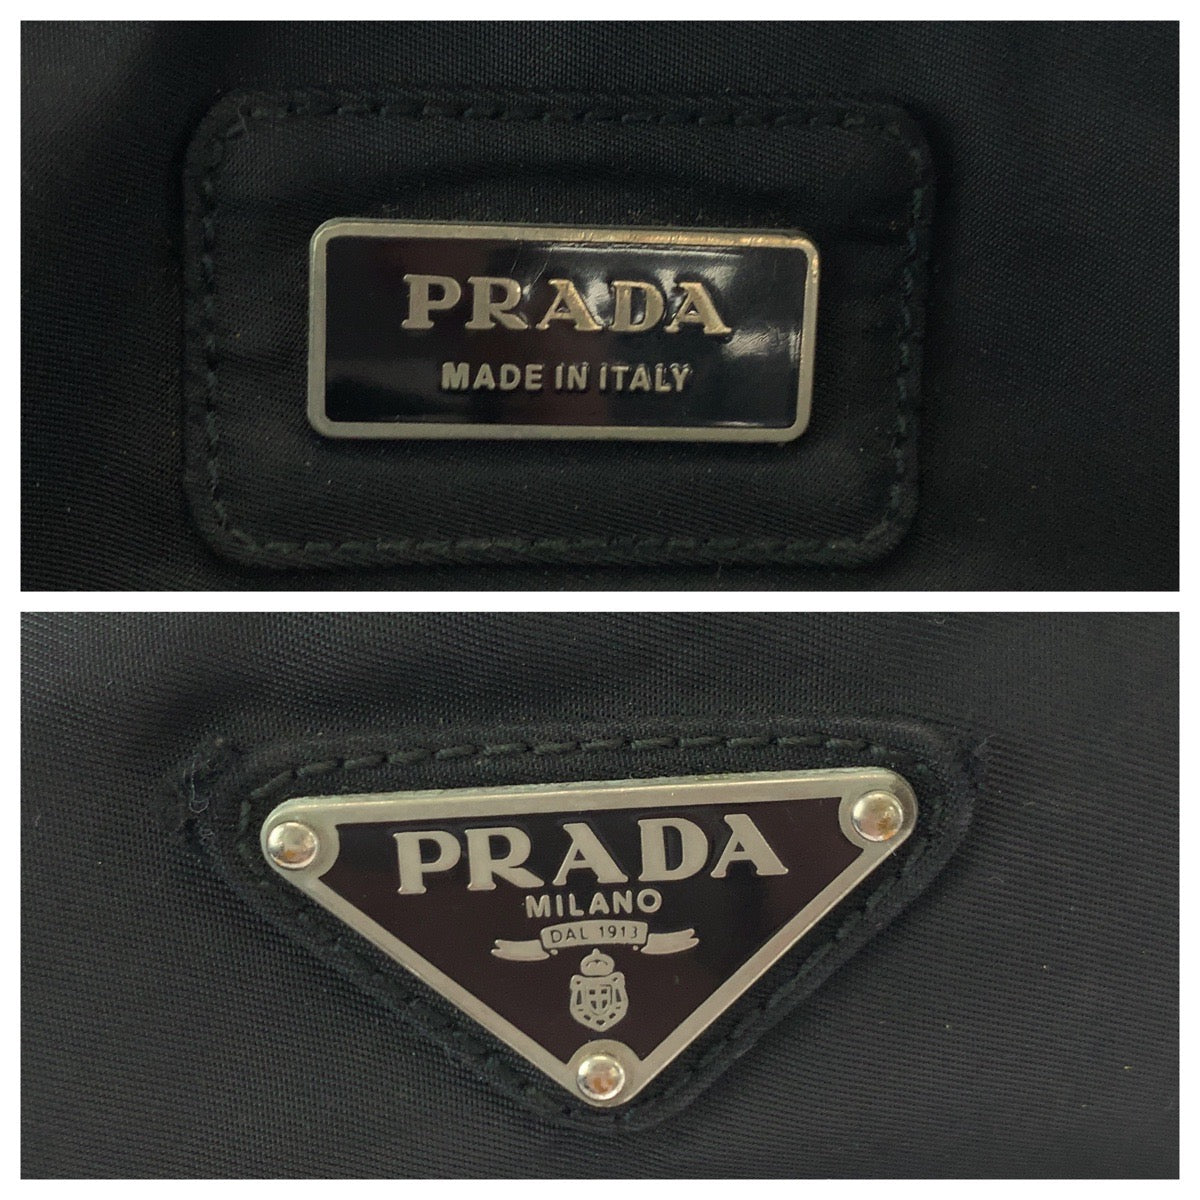 PRADA
MADE IN ITALY
PRADA
MILANO
DAL 1913